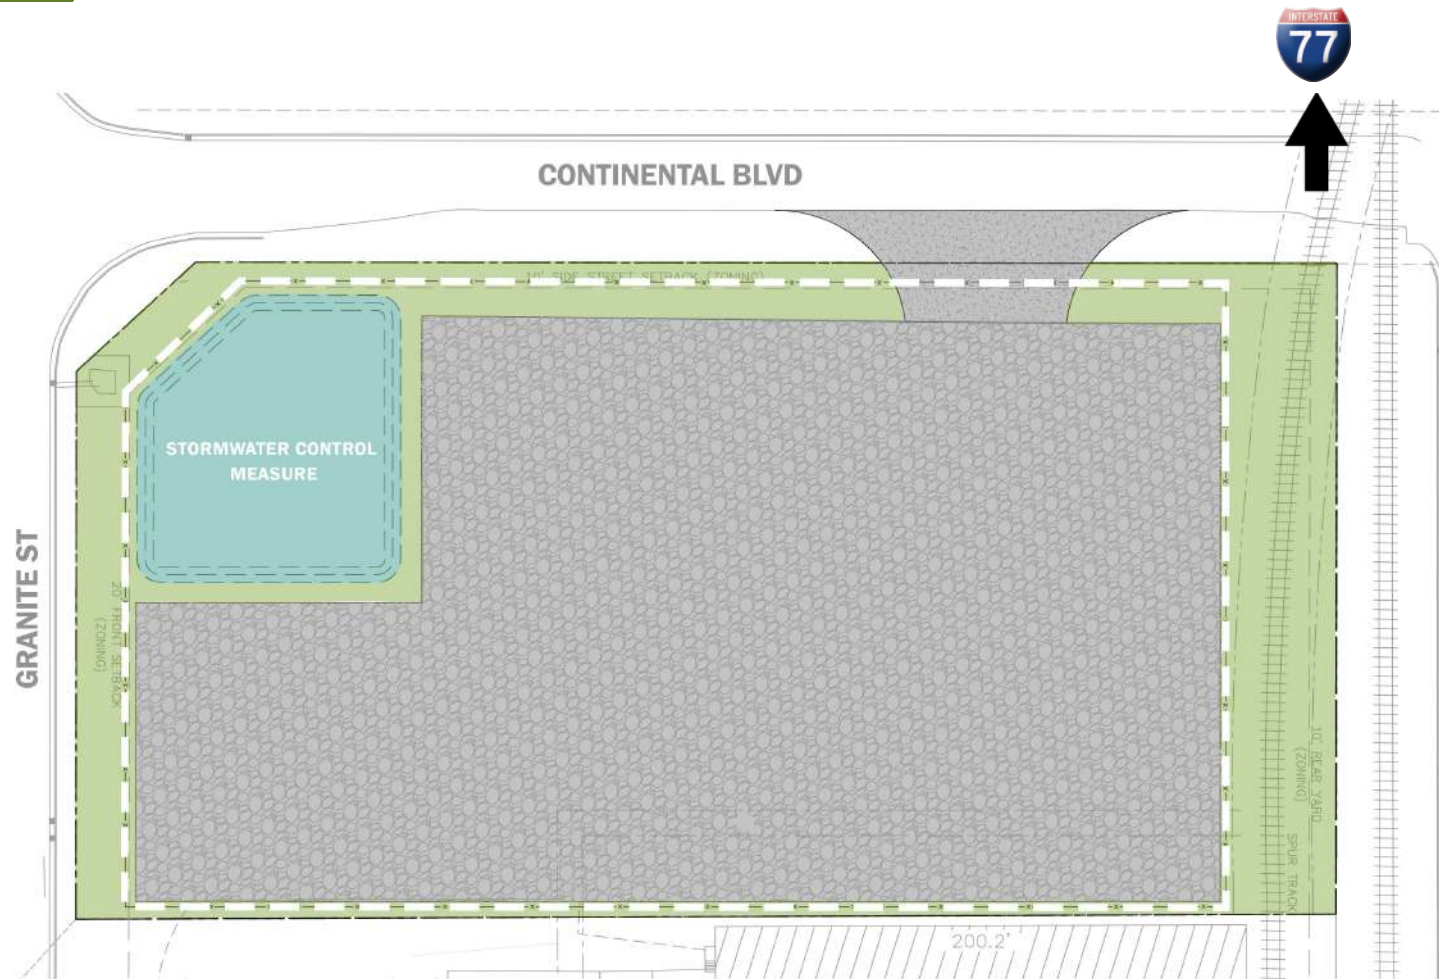 INTERSTATE
77
CONTINENTAL BLVD
10' SIDE STREET SETBACK (ZONING)
STORMWATER CONTROL
MEASURE
GRANITE ST
20' FRONT SETBACK
(ZONING)
10' REAR YARD
(ZONING)
SPUR TRACK
200.2'